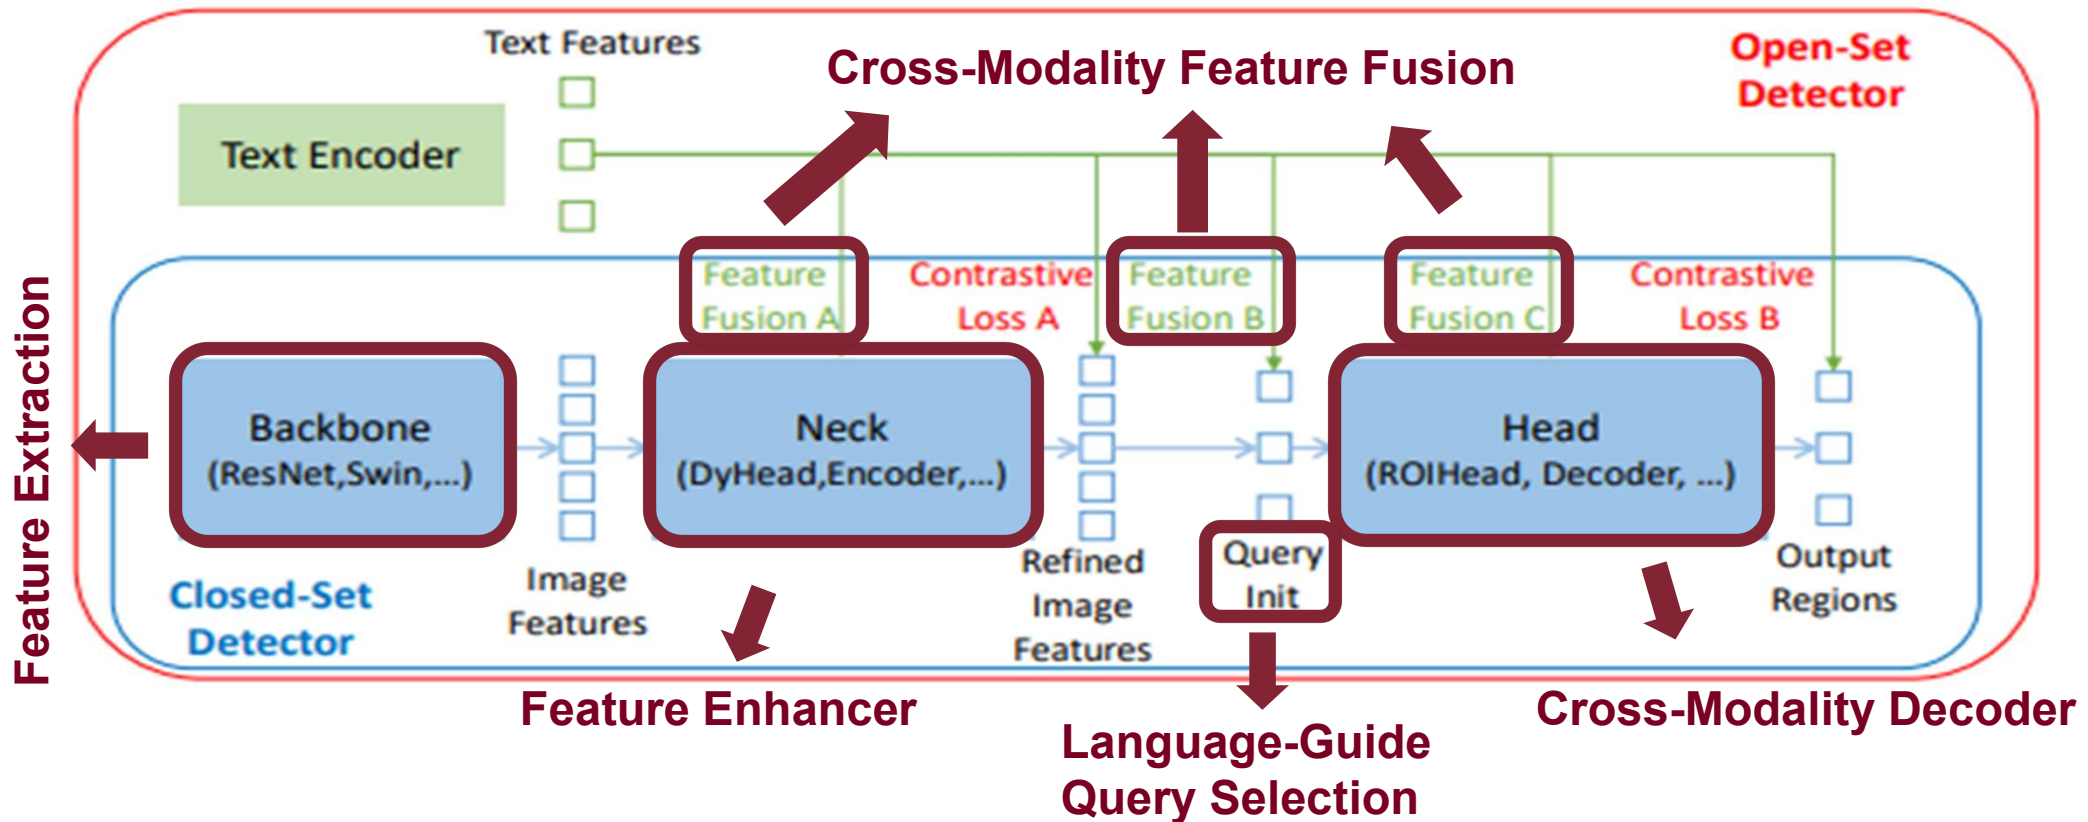 Text Features
Cross-Modality Feature Fusion
Open-Set
Detector
Text Encoder
Feature
Fusion A
Contrastive
Loss A
Feature
Fusion B
Feature
Fusion C
Contrastive
Loss B
Feature Extraction
Backbone
(ResNet,Swin,...)
Neck
(DyHead,Encoder,...)
Head
(ROIHead, Decoder, ...)
Closed-Set
Detector
Image
Features
Refined
Image
Features
Query
Init
Output
Regions
Feature Enhancer
Language-Guide
Query Selection
Cross-Modality Decoder